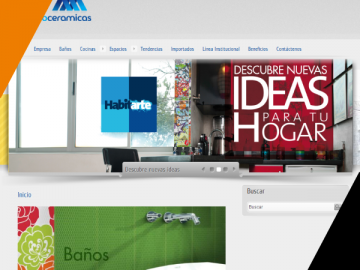 Empresa Baños Cocinas Espacios Tendencias Importados Línea Institucional Beneficios Contáctenos
Habitarte
DESCUBRE NUEVAS
IDEAS
PARA TU
HOGAR
Descubre nuevas ideas
Inicio
Buscar
Buscar
Baños